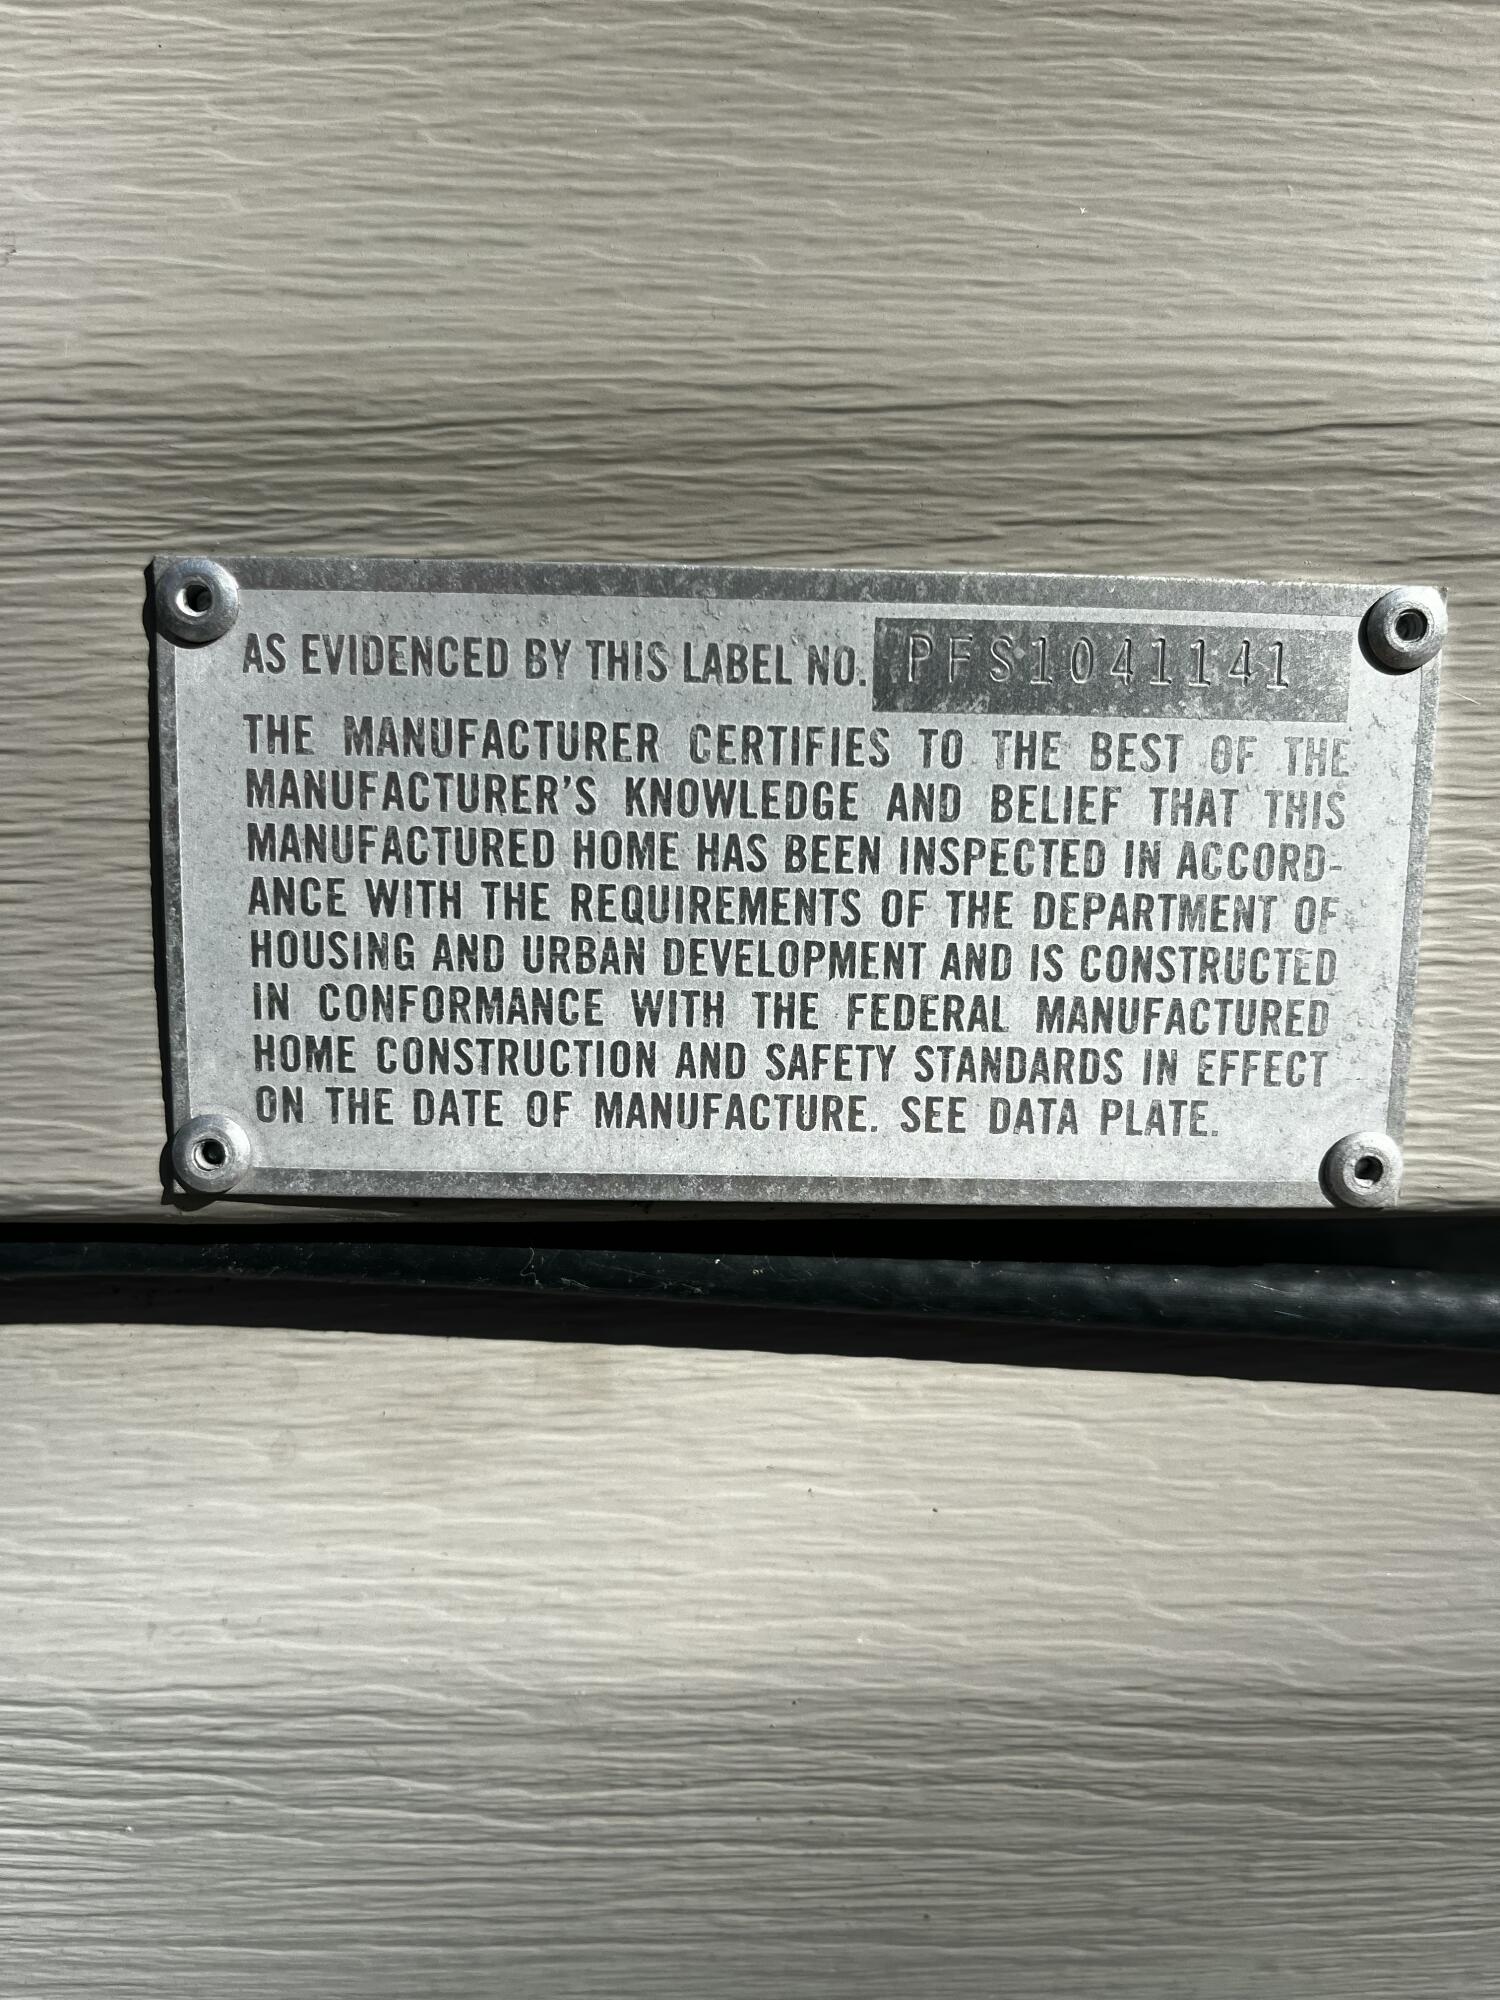 AS EVIDENCED BY THIS LABEL NO. PFS1041141
THE MANUFACTURER CERTIFIES TO THE BEST OF THE
MANUFACTURER'S KNOWLEDGE AND BELIEF THAT THIS
MANUFACTURED HOME HAS BEEN INSPECTED IN ACCORD-
ANCE WITH THE REQUIREMENTS OF THE DEPARTMENT OF
HOUSING AND URBAN DEVELOPMENT AND IS CONSTRUCTED
IN CONFORMANCE WITH THE FEDERAL MANUFACTURED
HOME CONSTRUCTION AND SAFETY STANDARDS IN EFFECT
ON THE DATE OF MANUFACTURE. SEE DATA PLATE.